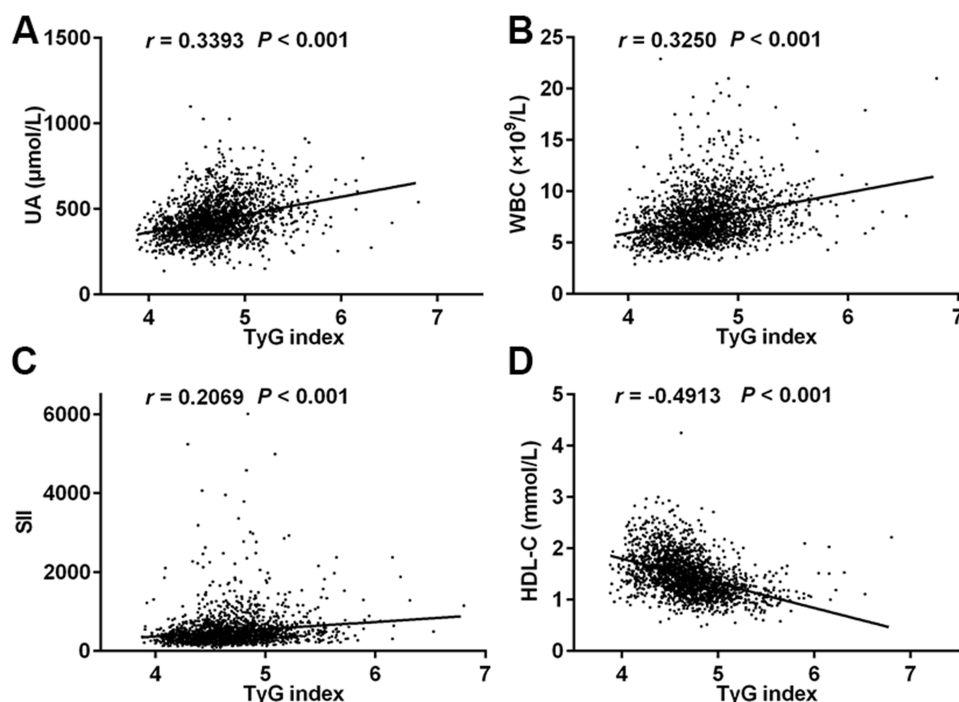 A
r = 0.3393 P < 0.001
1500
1000
500
0
UA (μmol/L)
4 5 6 7
TyG index
B
r = 0.3250 P < 0.001
25
20
15
10
5
0
WBC (×10⁹/L)
4 5 6 7
TyG index
C
r = 0.2069 P < 0.001
6000
4000
2000
0
SII
4 5 6 7
TyG index
D
r = -0.4913 P < 0.001
5
4
3
2
1
0
HDL-C (mmol/L)
4 5 6 7
TyG index